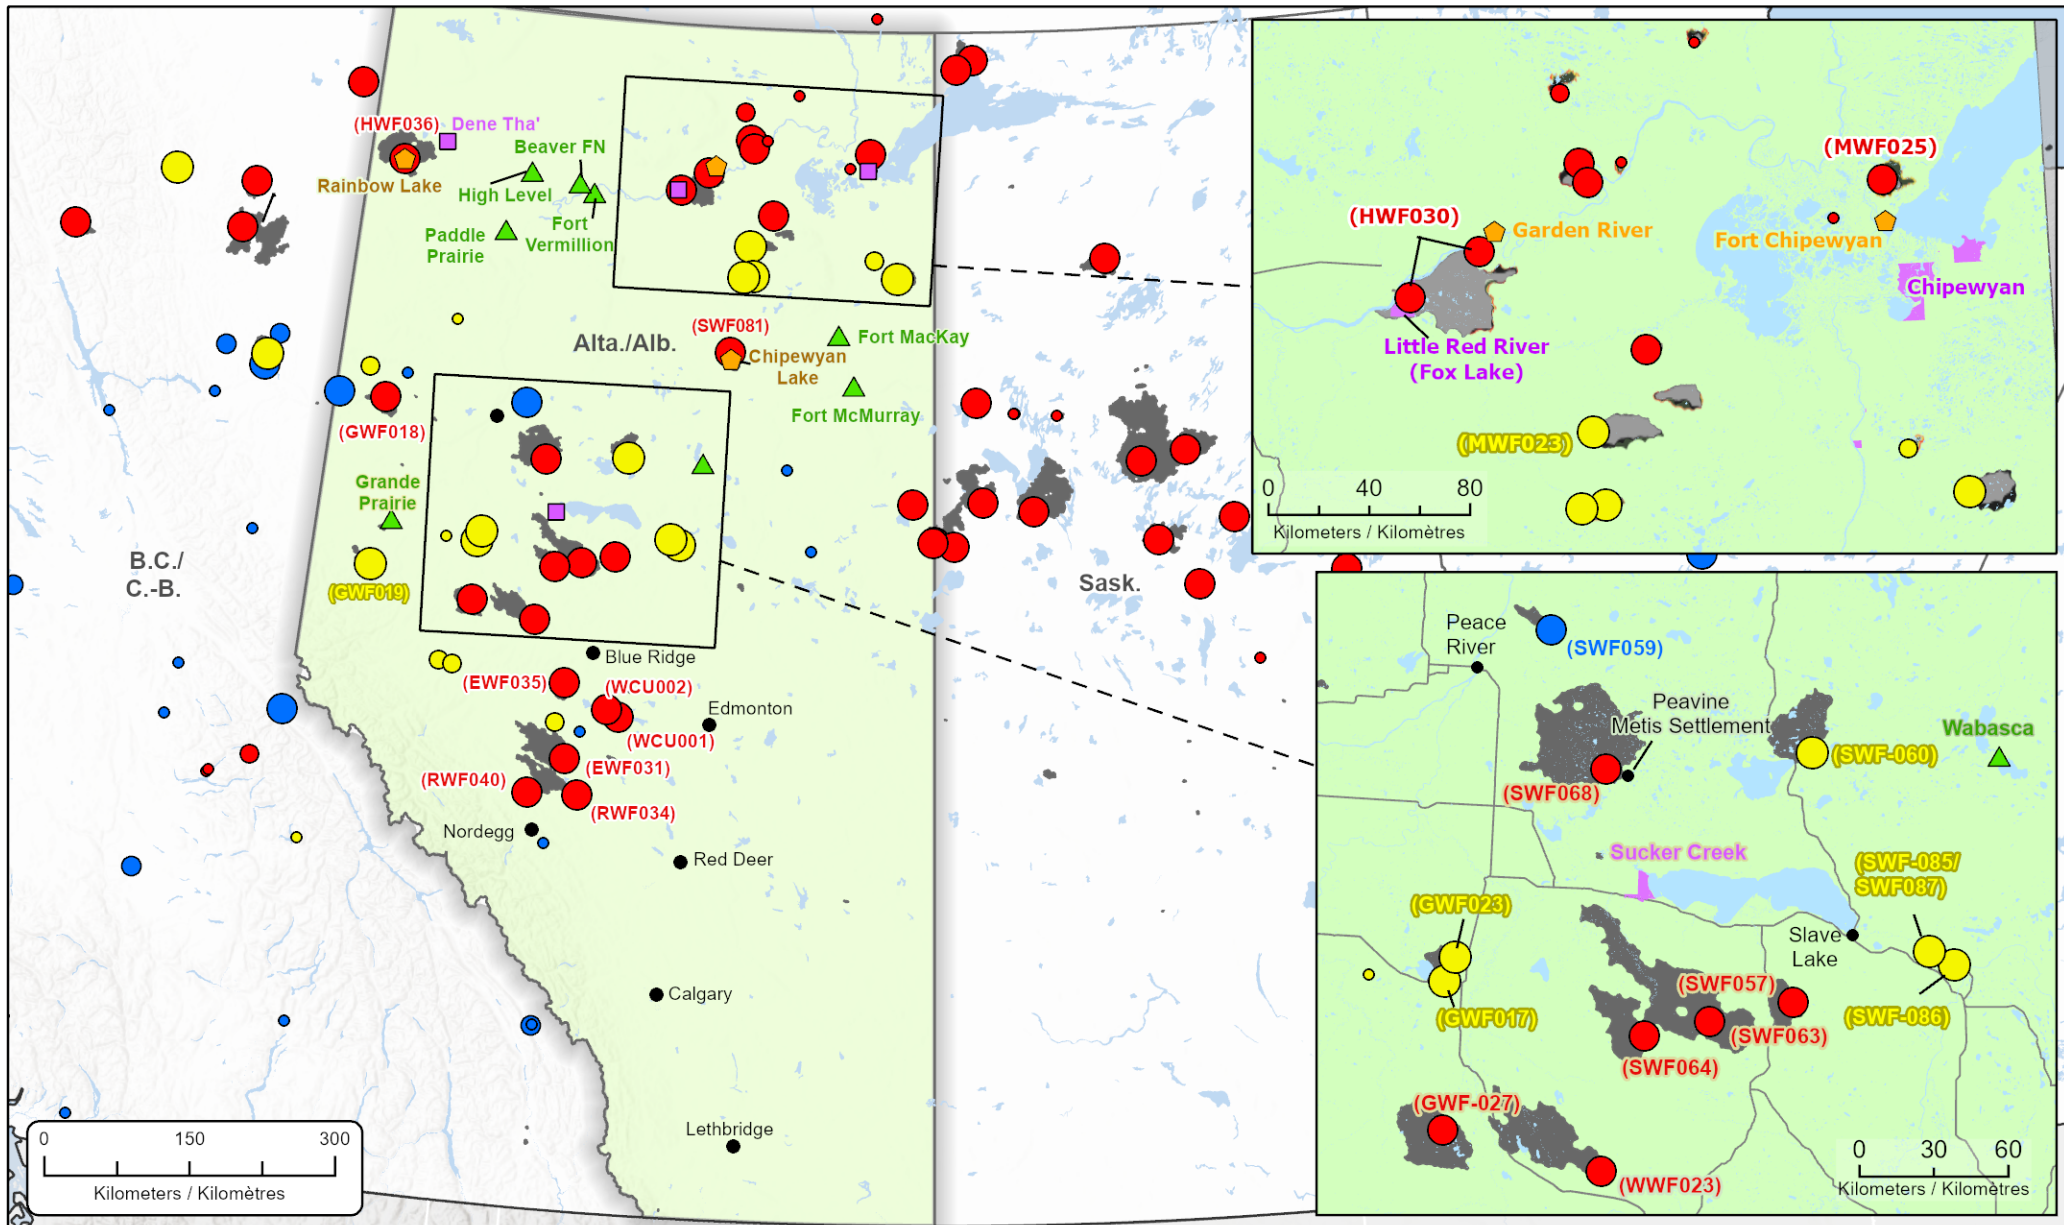 (HWF036)
Dene Tha'
Beaver FN
Rainbow Lake
High Level
Fort
Vermillion
Paddle
Prairie
Alta./Alb.
(SWF081)
Chipewyan
Lake
Fort MacKay
Fort McMurray
(GWF018)
Grande
Prairie
(GWF019)
B.C./
C.-B.
Sask.
Blue Ridge
(EWF035)
(WCU002)
Edmonton
(WCU001)
(EWF031)
(RWF040)
(RWF034)
Nordegg
Red Deer
Calgary
Lethbridge
0 150 300
Kilometers / Kilomètres
(MWF025)
(HWF030)
Garden River
Fort Chipewyan
Chipewyan
Little Red River
(Fox Lake)
(MWF023)
0 40 80
Kilometers / Kilomètres
Peace
River
(SWF059)
Peavine
Metis Settlement
Wabasca
(SWF-060)
(SWF068)
Sucker Creek
(SWF-085/
SWF087)
(GWF023)
Slave
Lake
(SWF057)
(GWF017)
(SWF-086)
(SWF063)
(SWF064)
(GWF-027)
(WWF023)
0 30 60
Kilometers / Kilomètres